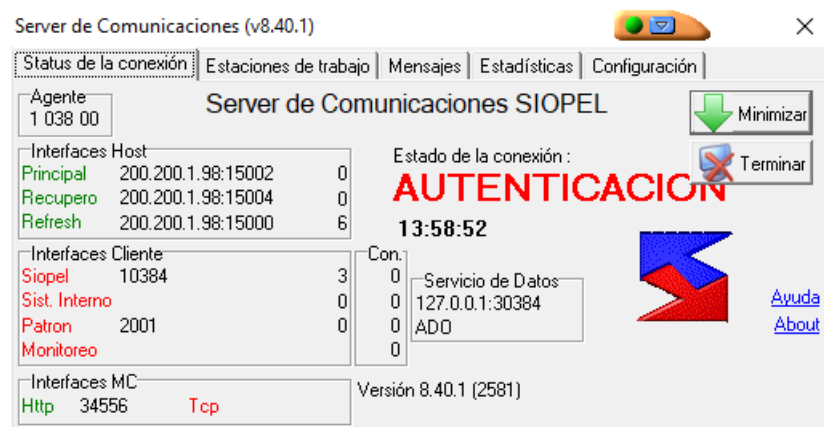 Server de Comunicaciones (v8.40.1)
Status de la conexión Estaciones de trabajo Mensajes Estadísticas Configuración
Agente
1 038 00
Server de Comunicaciones SIOPEL
Minimizar
Terminar
Interfaces Host
Principal 200.200.1.98:15002 0
Recupero 200.200.1.98:15004 0
Refresh 200.200.1.98:15000 6
Estado de la conexión :
AUTENTICACION
13:58:52
Interfaces Cliente Con.
Siopel 10384 3 0
Sist. Interno 0 0
Patron 2001 0 0
Monitoreo 0
Servicio de Datos
127.0.0.1:30384
ADO
Ayuda
About
Interfaces MC
Http 34556 Tcp
Versión 8.40.1 (2581)